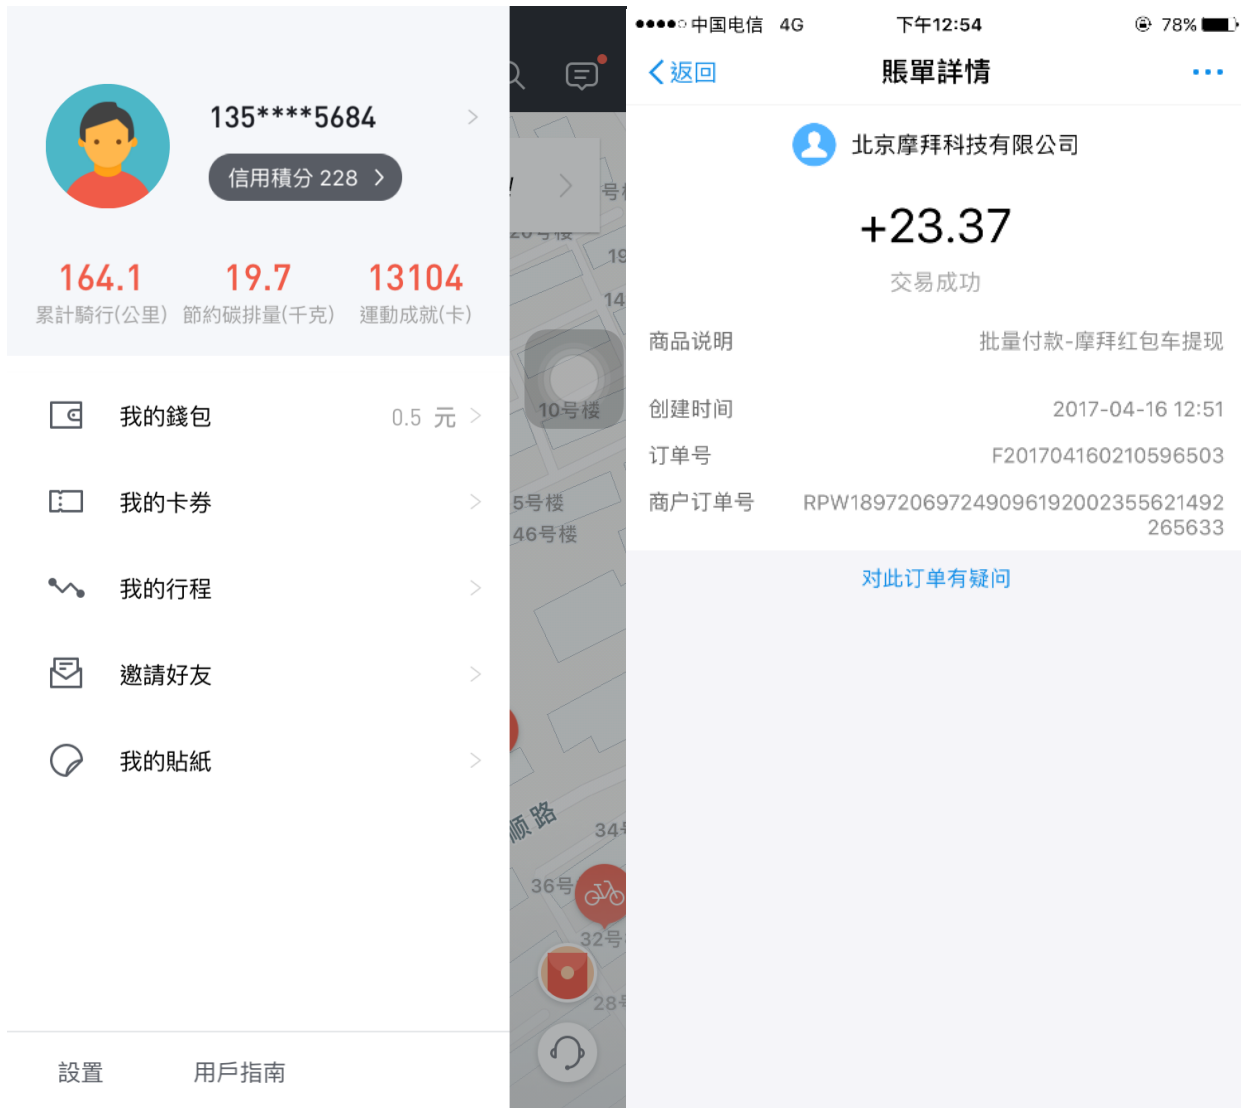 135****5684
信用積分 228
164.1
19.7
13104
累計騎行(公里)
節約碳排量(千克)
運動成就(卡)
我的錢包
0.5 元
我的卡券
我的行程
邀請好友
我的貼紙
設置
用戶指南
10号楼
5号楼
46号楼
顺路
36号
中国电信 4G
下午12:54
78%
返回
賬單詳情
北京摩拜科技有限公司
+23.37
交易成功
商品说明
批量付款-摩拜红包车提现
创建时间
2017-04-16 12:51
订单号
F201704160210596503
商户订单号
RPW18972069724909619200235562149​2
265633
对此订单有疑问